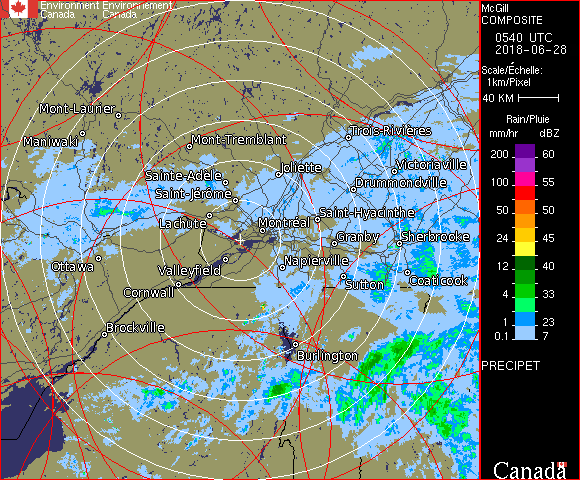 Environment Environnement
Canada Canada
McGill
COMPOSITE
0540 UTC
2018-06-28
Scale/Échelle:
1km/Pixel
40 KM
Rain/Pluie
mm/hr dBZ
200 60
100 55
50 50
24 45
12 40
4 33
1 23
0.1 7
PRECIPET
Canada
Mont-Laurier
Maniwaki
Mont-Tremblant
Trois-Rivières
Joliette
Victoriaville
Sainte-Adèle
Drummondville
Saint-Jérôme
Saint-Hyacinthe
Lachute
Montréal
Granby
Sherbrooke
Ottawa
Valleyfield
Napierville
Coaticook
Sutton
Cornwall
Brockville
Burlington